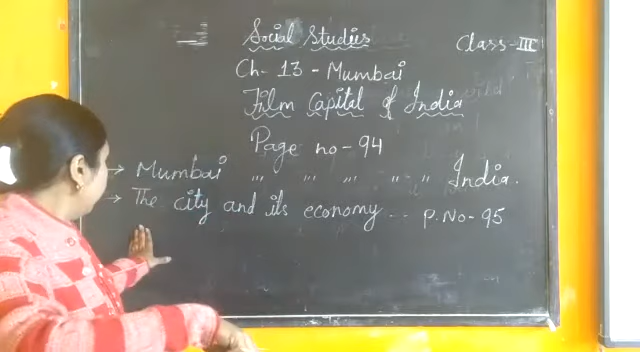 Social Studies
Class-III
Ch- 13 - Mumbai
Film Capital of India
Page no - 94
→ Mumbai ,, ,, ,, ,, ,, India.
→ The city and its economy... P.No- 95